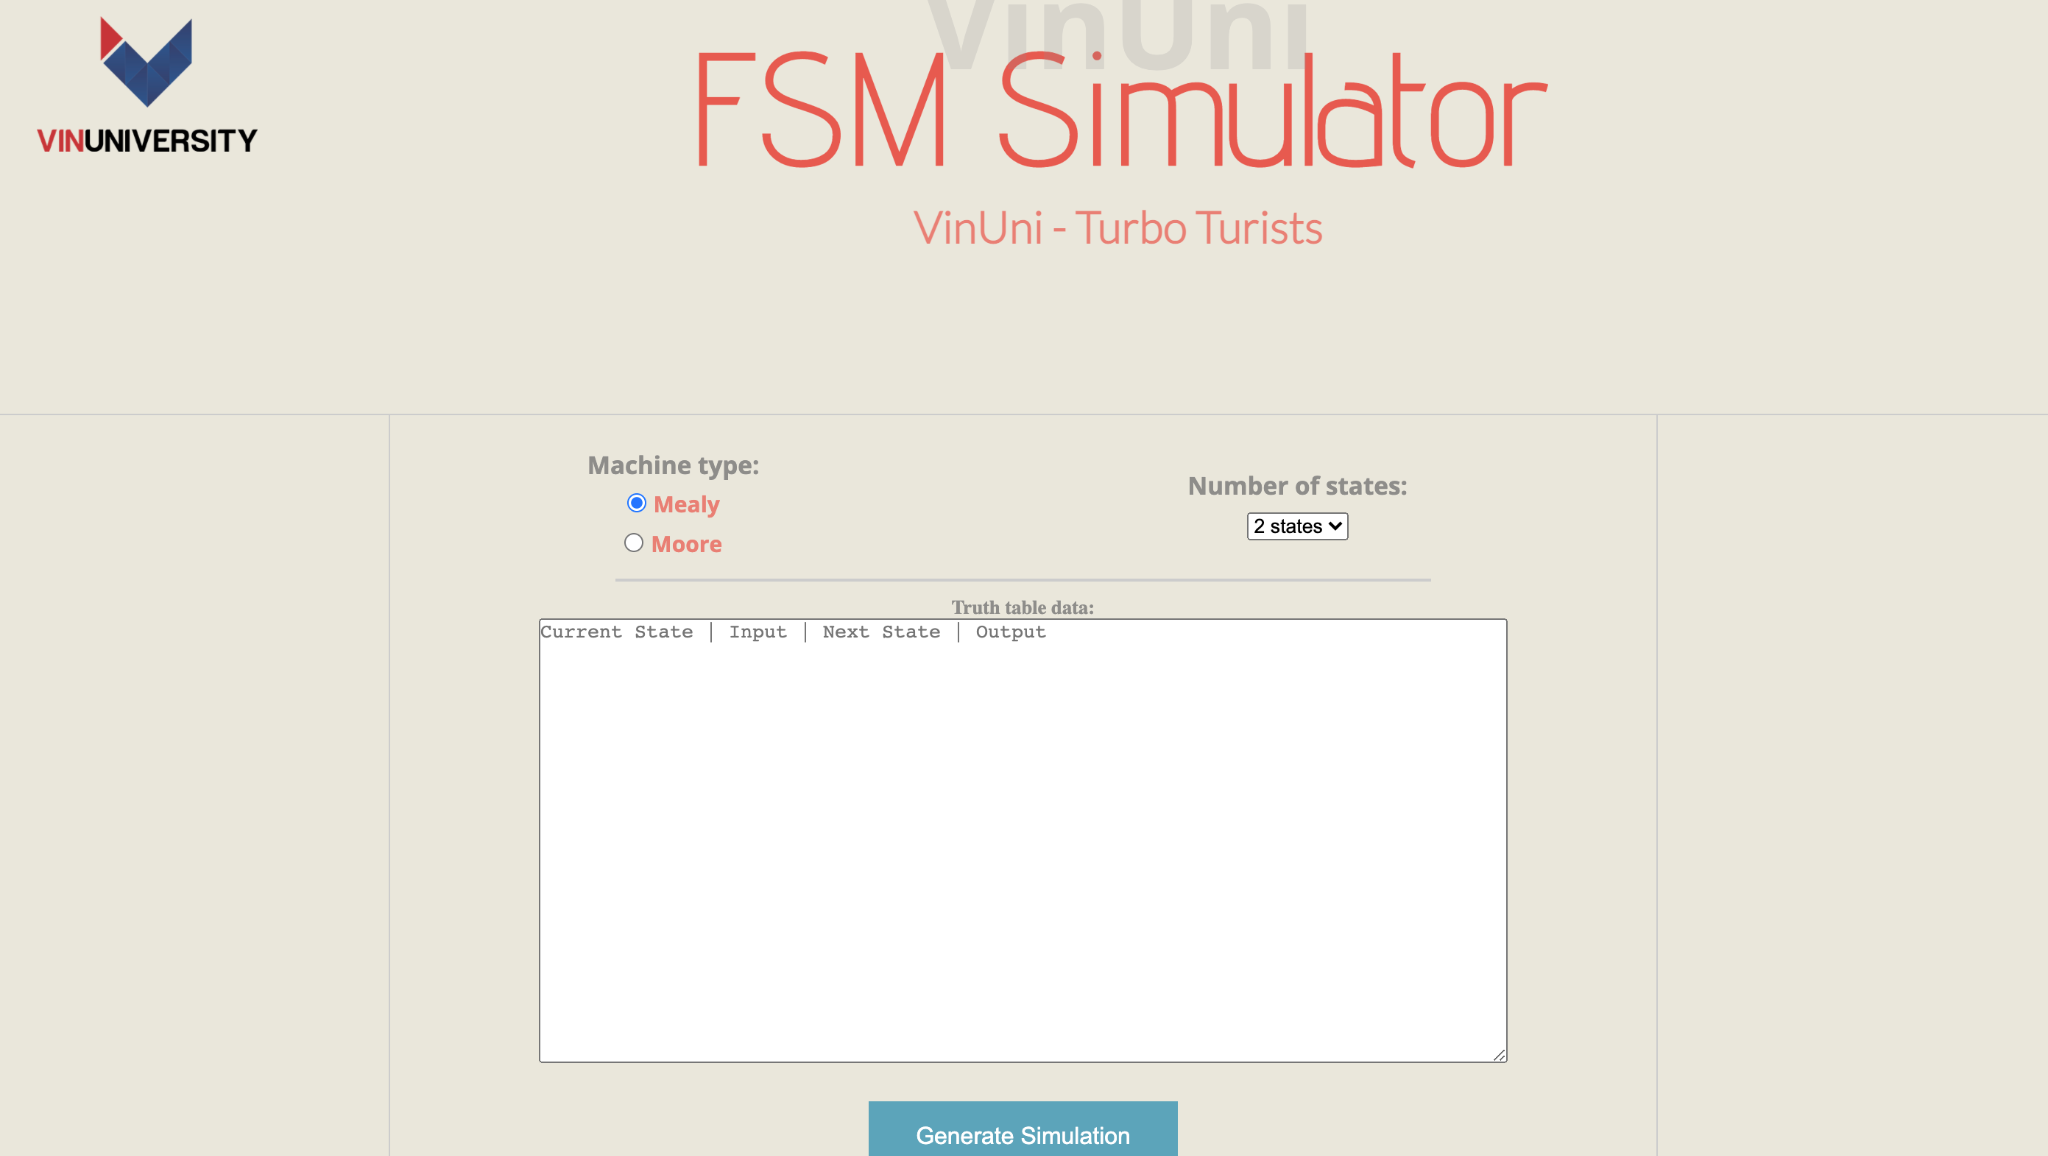 VinUni
FSM Simulator
VINUNIVERSITY
VinUni - Turbo Turists
Machine type:
Mealy
Moore
Number of states:
2 states
Truth table data:
Current State | Input | Next State | Output
Generate Simulation